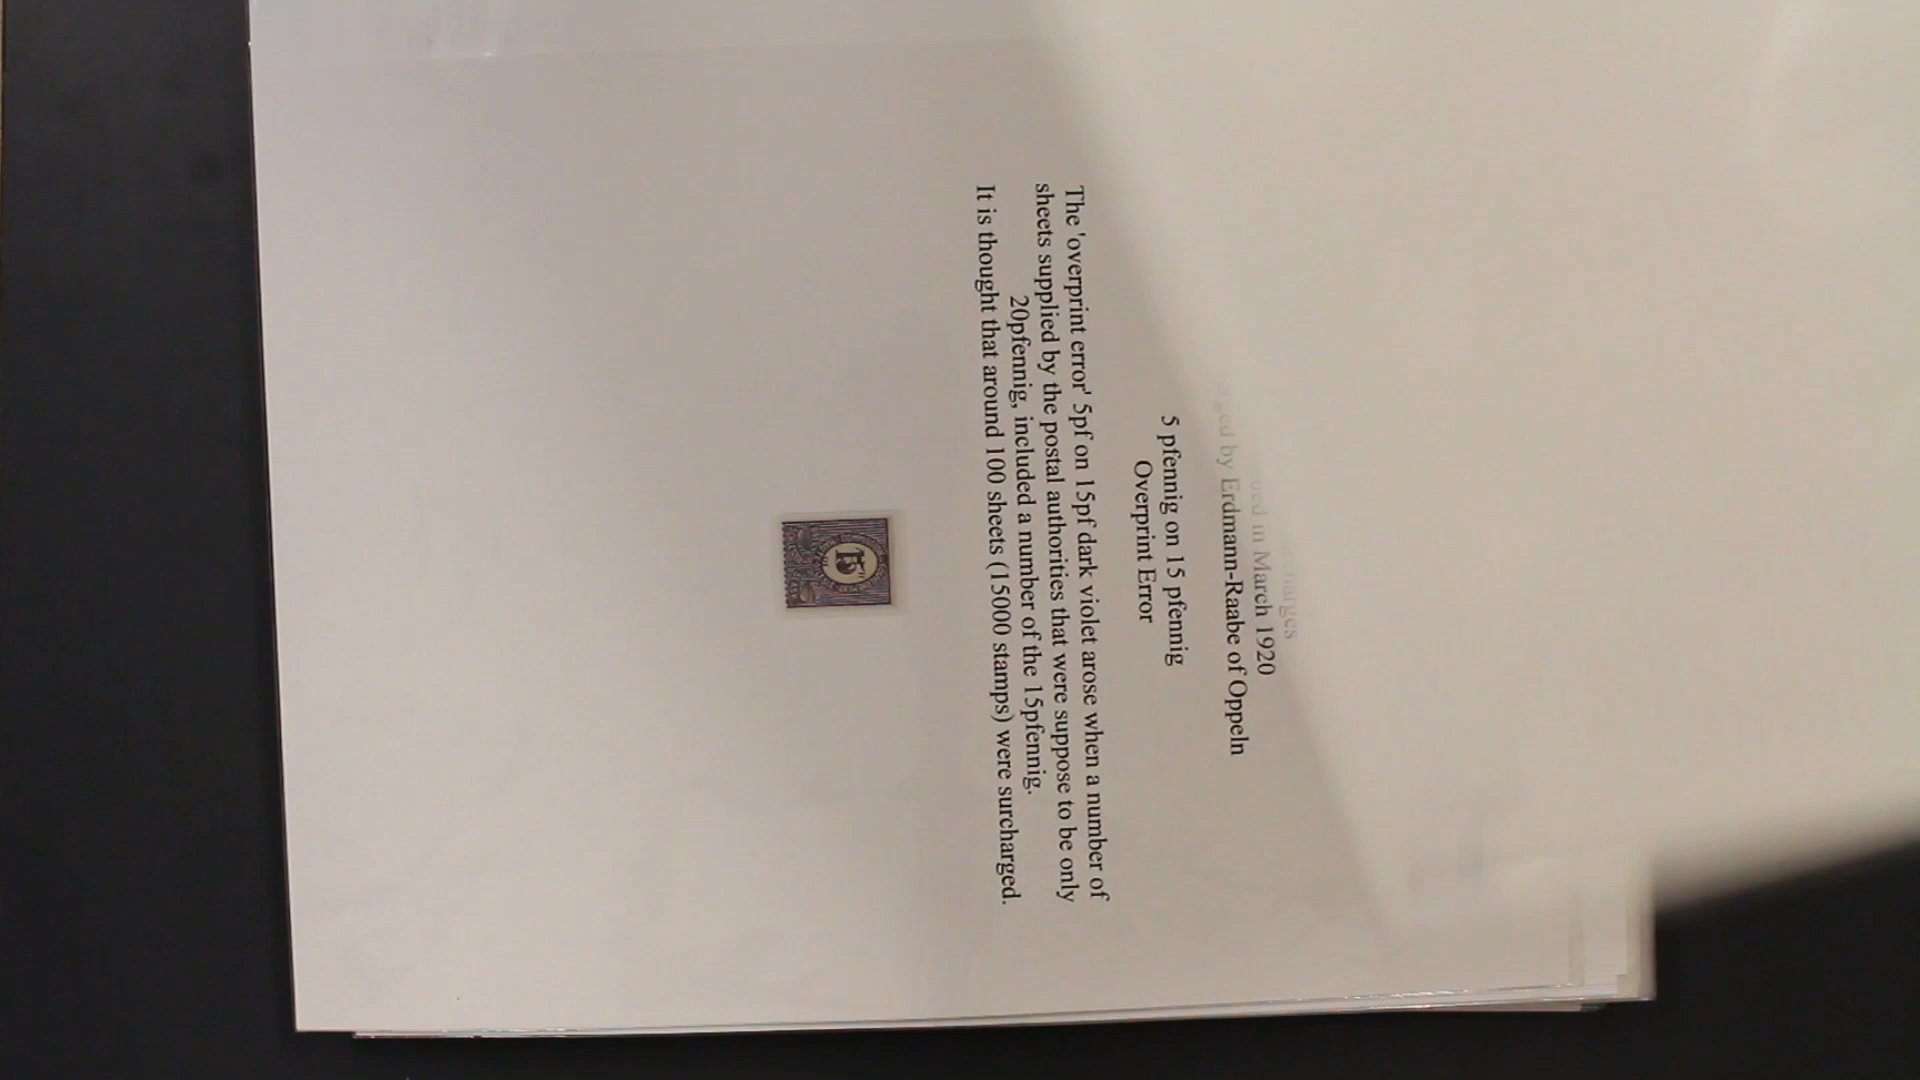 in March 1920
by Erdmann-Raabe of Oppeln
5 pfennig on 15 pfennig
Overprint Error
The 'overprint error' 5pf on 15pf dark violet arose when a number of
sheets supplied by the postal authorities that were suppose to be only
20pfennig, included a number of the 15pfennig.
It is thought that around 100 sheets (15000 stamps) were surcharged.